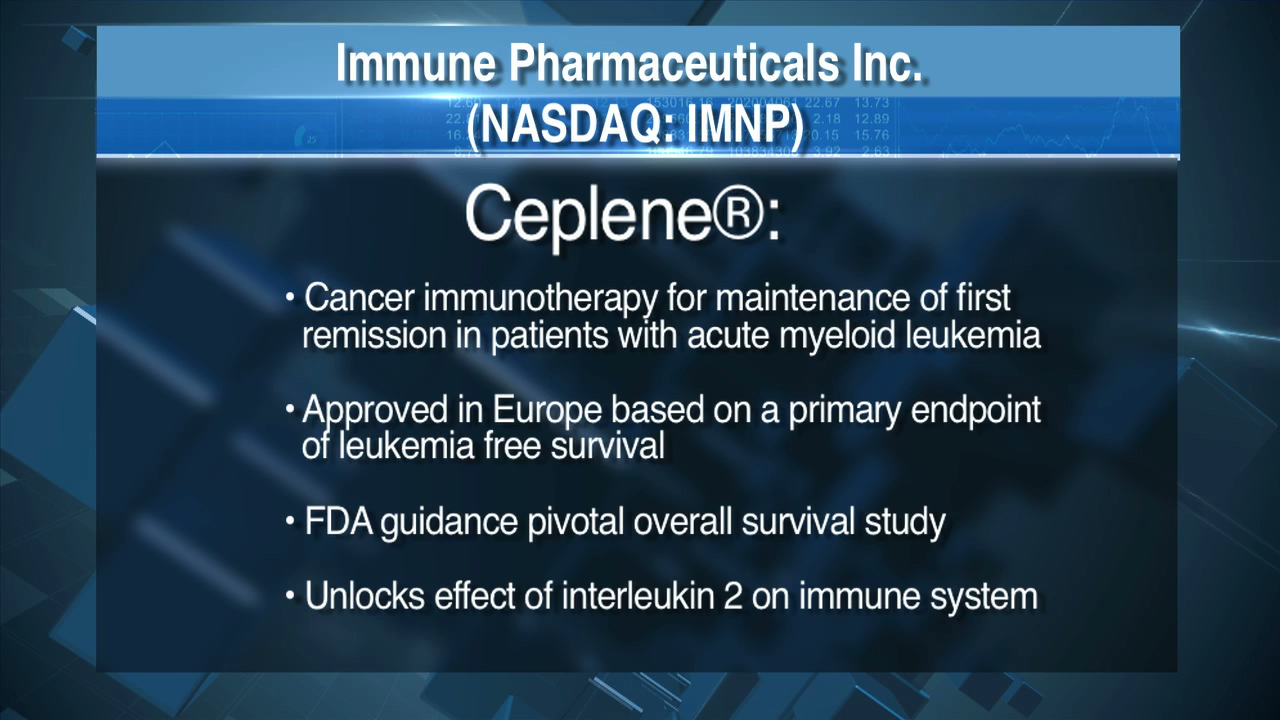 Immune Pharmaceuticals Inc.
(NASDAQ: IMNP)
Ceplene®:
• Cancer immunotherapy for maintenance of first
remission in patients with acute myeloid leukemia
• Approved in Europe based on a primary endpoint
of leukemia free survival
• FDA guidance pivotal overall survival study
• Unlocks effect of interleukin 2 on immune system